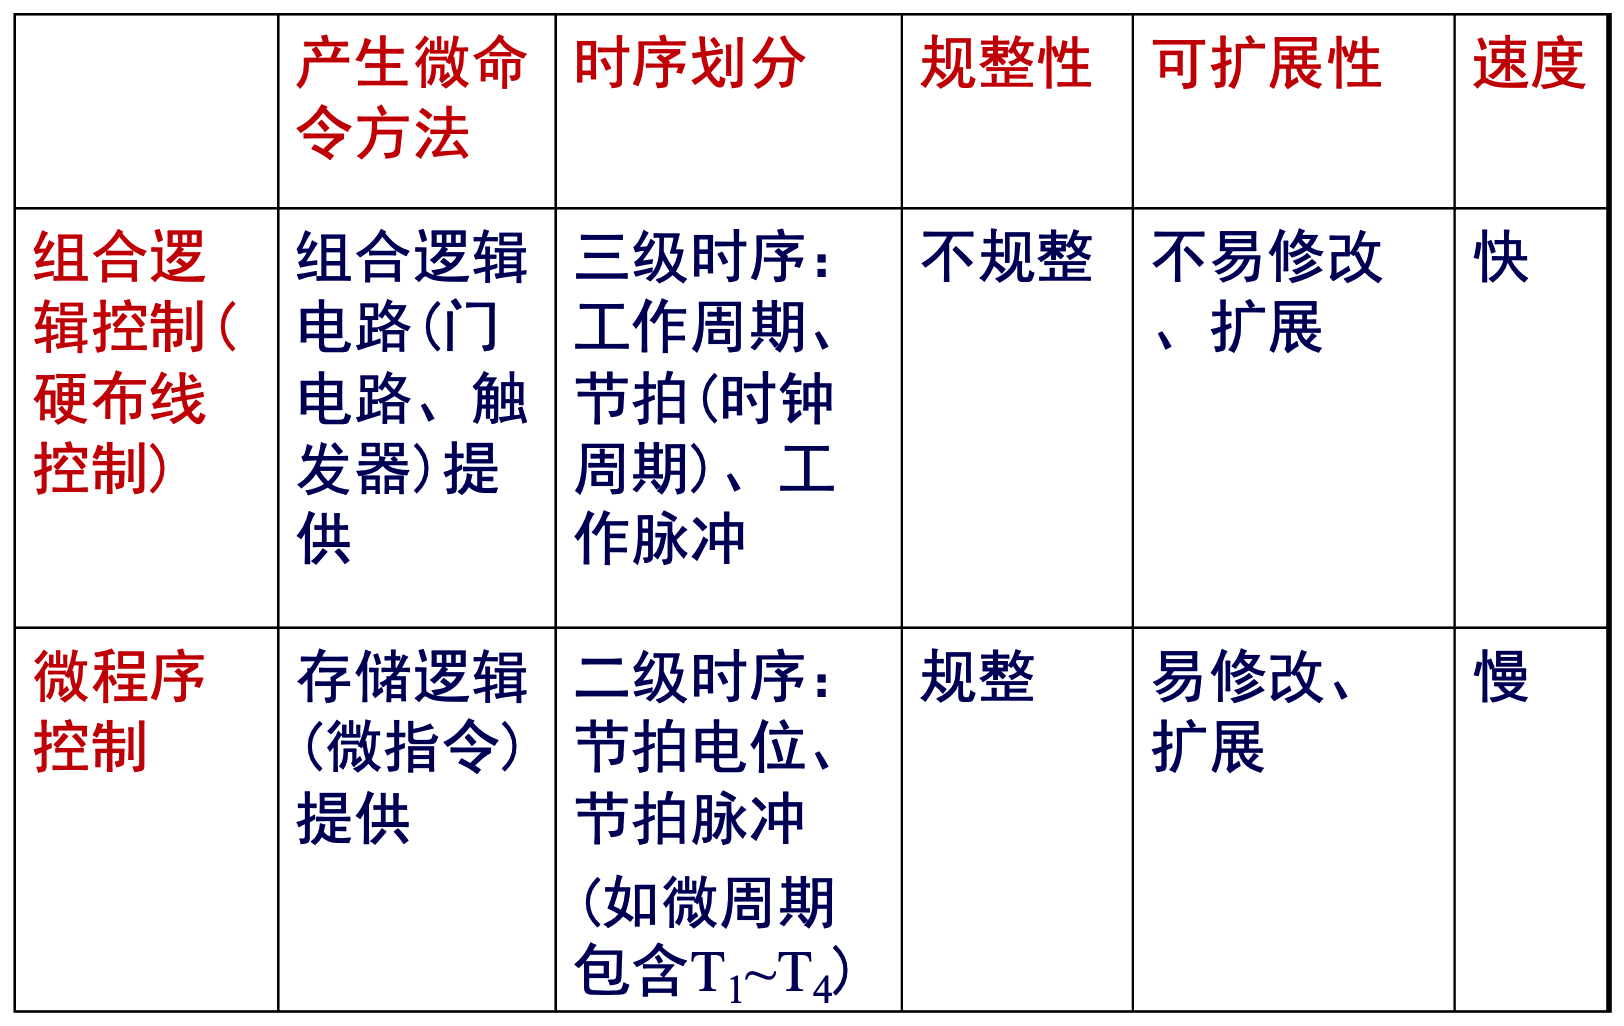 产生微命
令方法
时序划分
规整性
可扩展性
速度
组合逻
辑控制(
硬布线
控制)
组合逻辑
电路(门
电路、触
发器)提
供
三级时序:
工作周期、
节拍(时钟
周期)、工
作脉冲
不规整
不易修改
、扩展
快
微程序
控制
存储逻辑
(微指令)
提供
二级时序:
节拍电位、
节拍脉冲
(如微周期
包含T₁~T₄)
规整
易修改、
扩展
慢